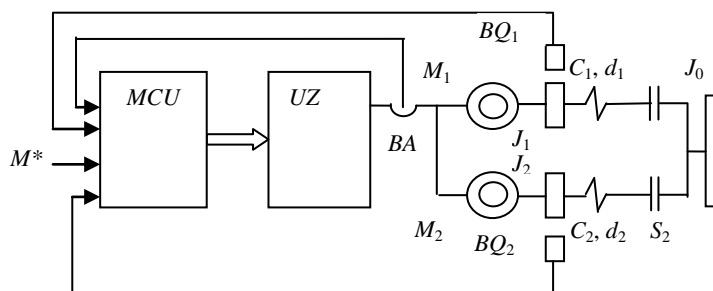 BQ₁
M₁
C₁, d₁
J₀
MCU
UZ
BA
J₁
M*
J₂
M₂
BQ₂
C₂, d₂
S₂